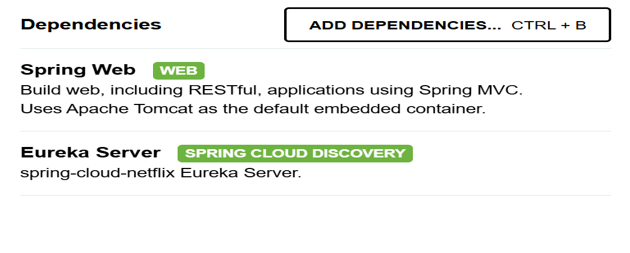 Dependencies
ADD DEPENDENCIES... CTRL + B
Spring Web WEB
Build web, including RESTful, applications using Spring MVC.
Uses Apache Tomcat as the default embedded container.
Eureka Server SPRING CLOUD DISCOVERY
spring-cloud-netflix Eureka Server.